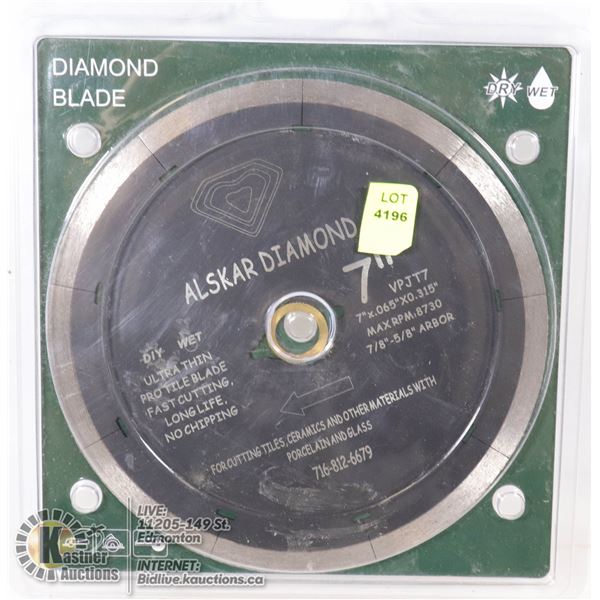 DIAMOND
BLADE
DRY WET
LOT
4196
ALSKAR DIAMOND
7"
VPJT7
7"x.065"X0.315"
MAX RPM.8730
7/8"-5/8" ARBOR
DIY WET
ULTRA THIN
PRO TILE BLADE
FAST CUTTING,
LONG LIFE,
NO CHIPPING
FOR CUTTING TILES, CERAMICS AND OTHER MATERIALS WITH
PORCELAIN AND GLASS
716-812-6679
Kastner
Auctions
LIVE:
11205-149 St.
Edmonton
INTERNET:
Bidlive.kauctions.ca